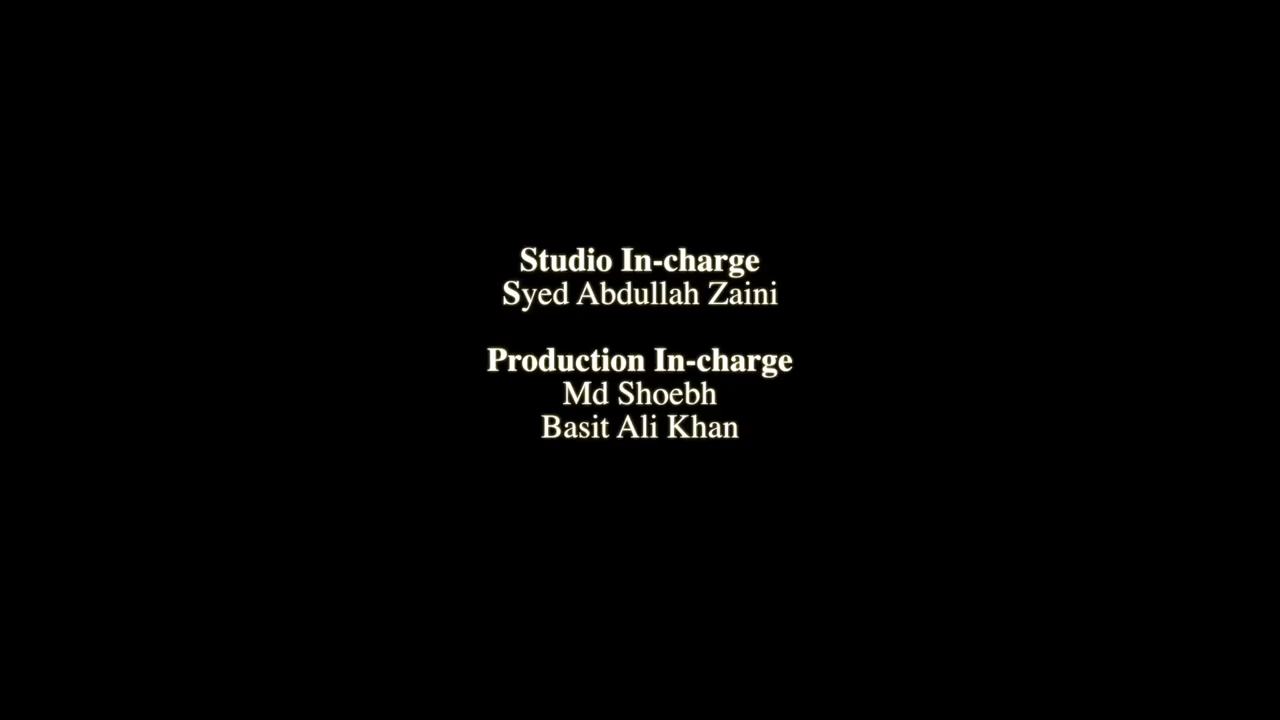 Studio In-charge
Syed Abdullah Zaini
Production In-charge
Md Shoebh
Basit Ali Khan